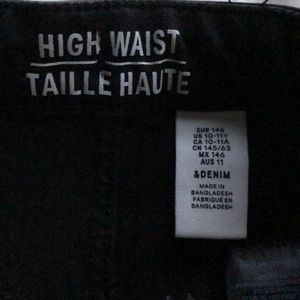 HIGH WAIST
TAILLE HAUTE
EUR 146
US 10-11Y
CA 10-11A
CN 145/63
MX 146
AUS 11
&DENIM
MADE IN
BANGLADESH
FABRIQUÉ EN
BANGLADESH